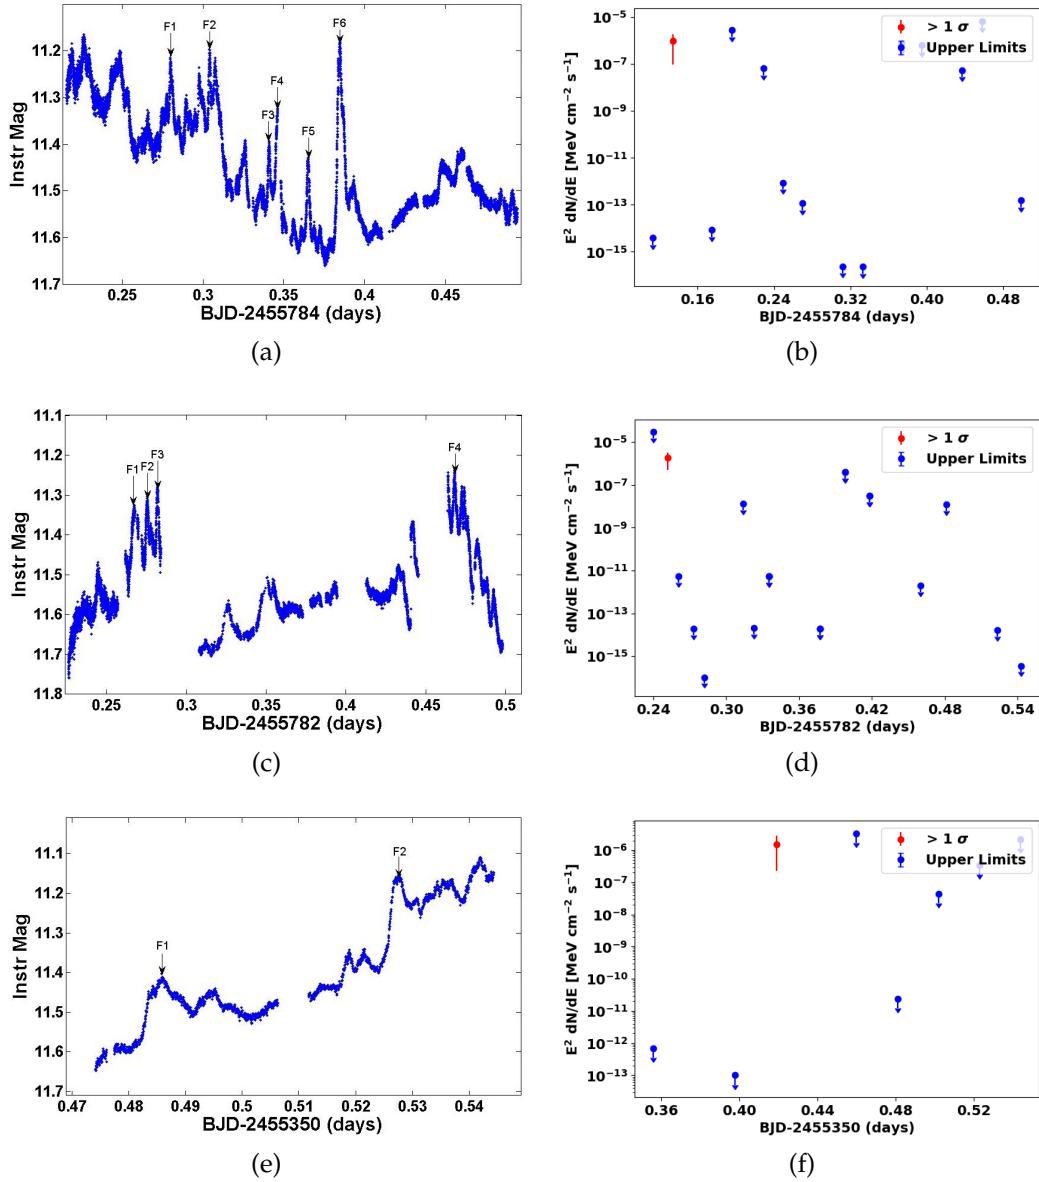 F1
F2
F3
F4
F5
F6
11.2
11.3
11.4
11.5
11.6
11.7
Instr Mag
0.25
0.3
0.35
0.4
0.45
BJD-2455784 (days)
(a)
> 1 σ
Upper Limits
10⁻⁵
10⁻⁷
10⁻⁹
10⁻¹¹
10⁻¹³
10⁻¹⁵
E² dN/dE [MeV cm⁻² s⁻¹]
0.16
0.24
0.32
0.40
0.48
BJD-2455784 (days)
(b)
F1
F2
F3
F4
11.1
11.2
11.3
11.4
11.5
11.6
11.7
11.8
Instr Mag
0.25
0.3
0.35
0.4
0.45
0.5
BJD-2455782 (days)
(c)
> 1 σ
Upper Limits
10⁻⁵
10⁻⁷
10⁻⁹
10⁻¹¹
10⁻¹³
10⁻¹⁵
E² dN/dE [MeV cm⁻² s⁻¹]
0.24
0.30
0.36
0.42
0.48
0.54
BJD-2455782 (days)
(d)
F1
F2
11.1
11.2
11.3
11.4
11.5
11.6
11.7
Instr Mag
0.47
0.48
0.49
0.5
0.51
0.52
0.53
0.54
BJD-2455350 (days)
(e)
> 1 σ
Upper Limits
10⁻⁶
10⁻⁷
10⁻⁸
10⁻⁹
10⁻¹⁰
10⁻¹¹
10⁻¹²
10⁻¹³
E² dN/dE [MeV cm⁻² s⁻¹]
0.36
0.40
0.44
0.48
0.52
BJD-2455350 (days)
(f)